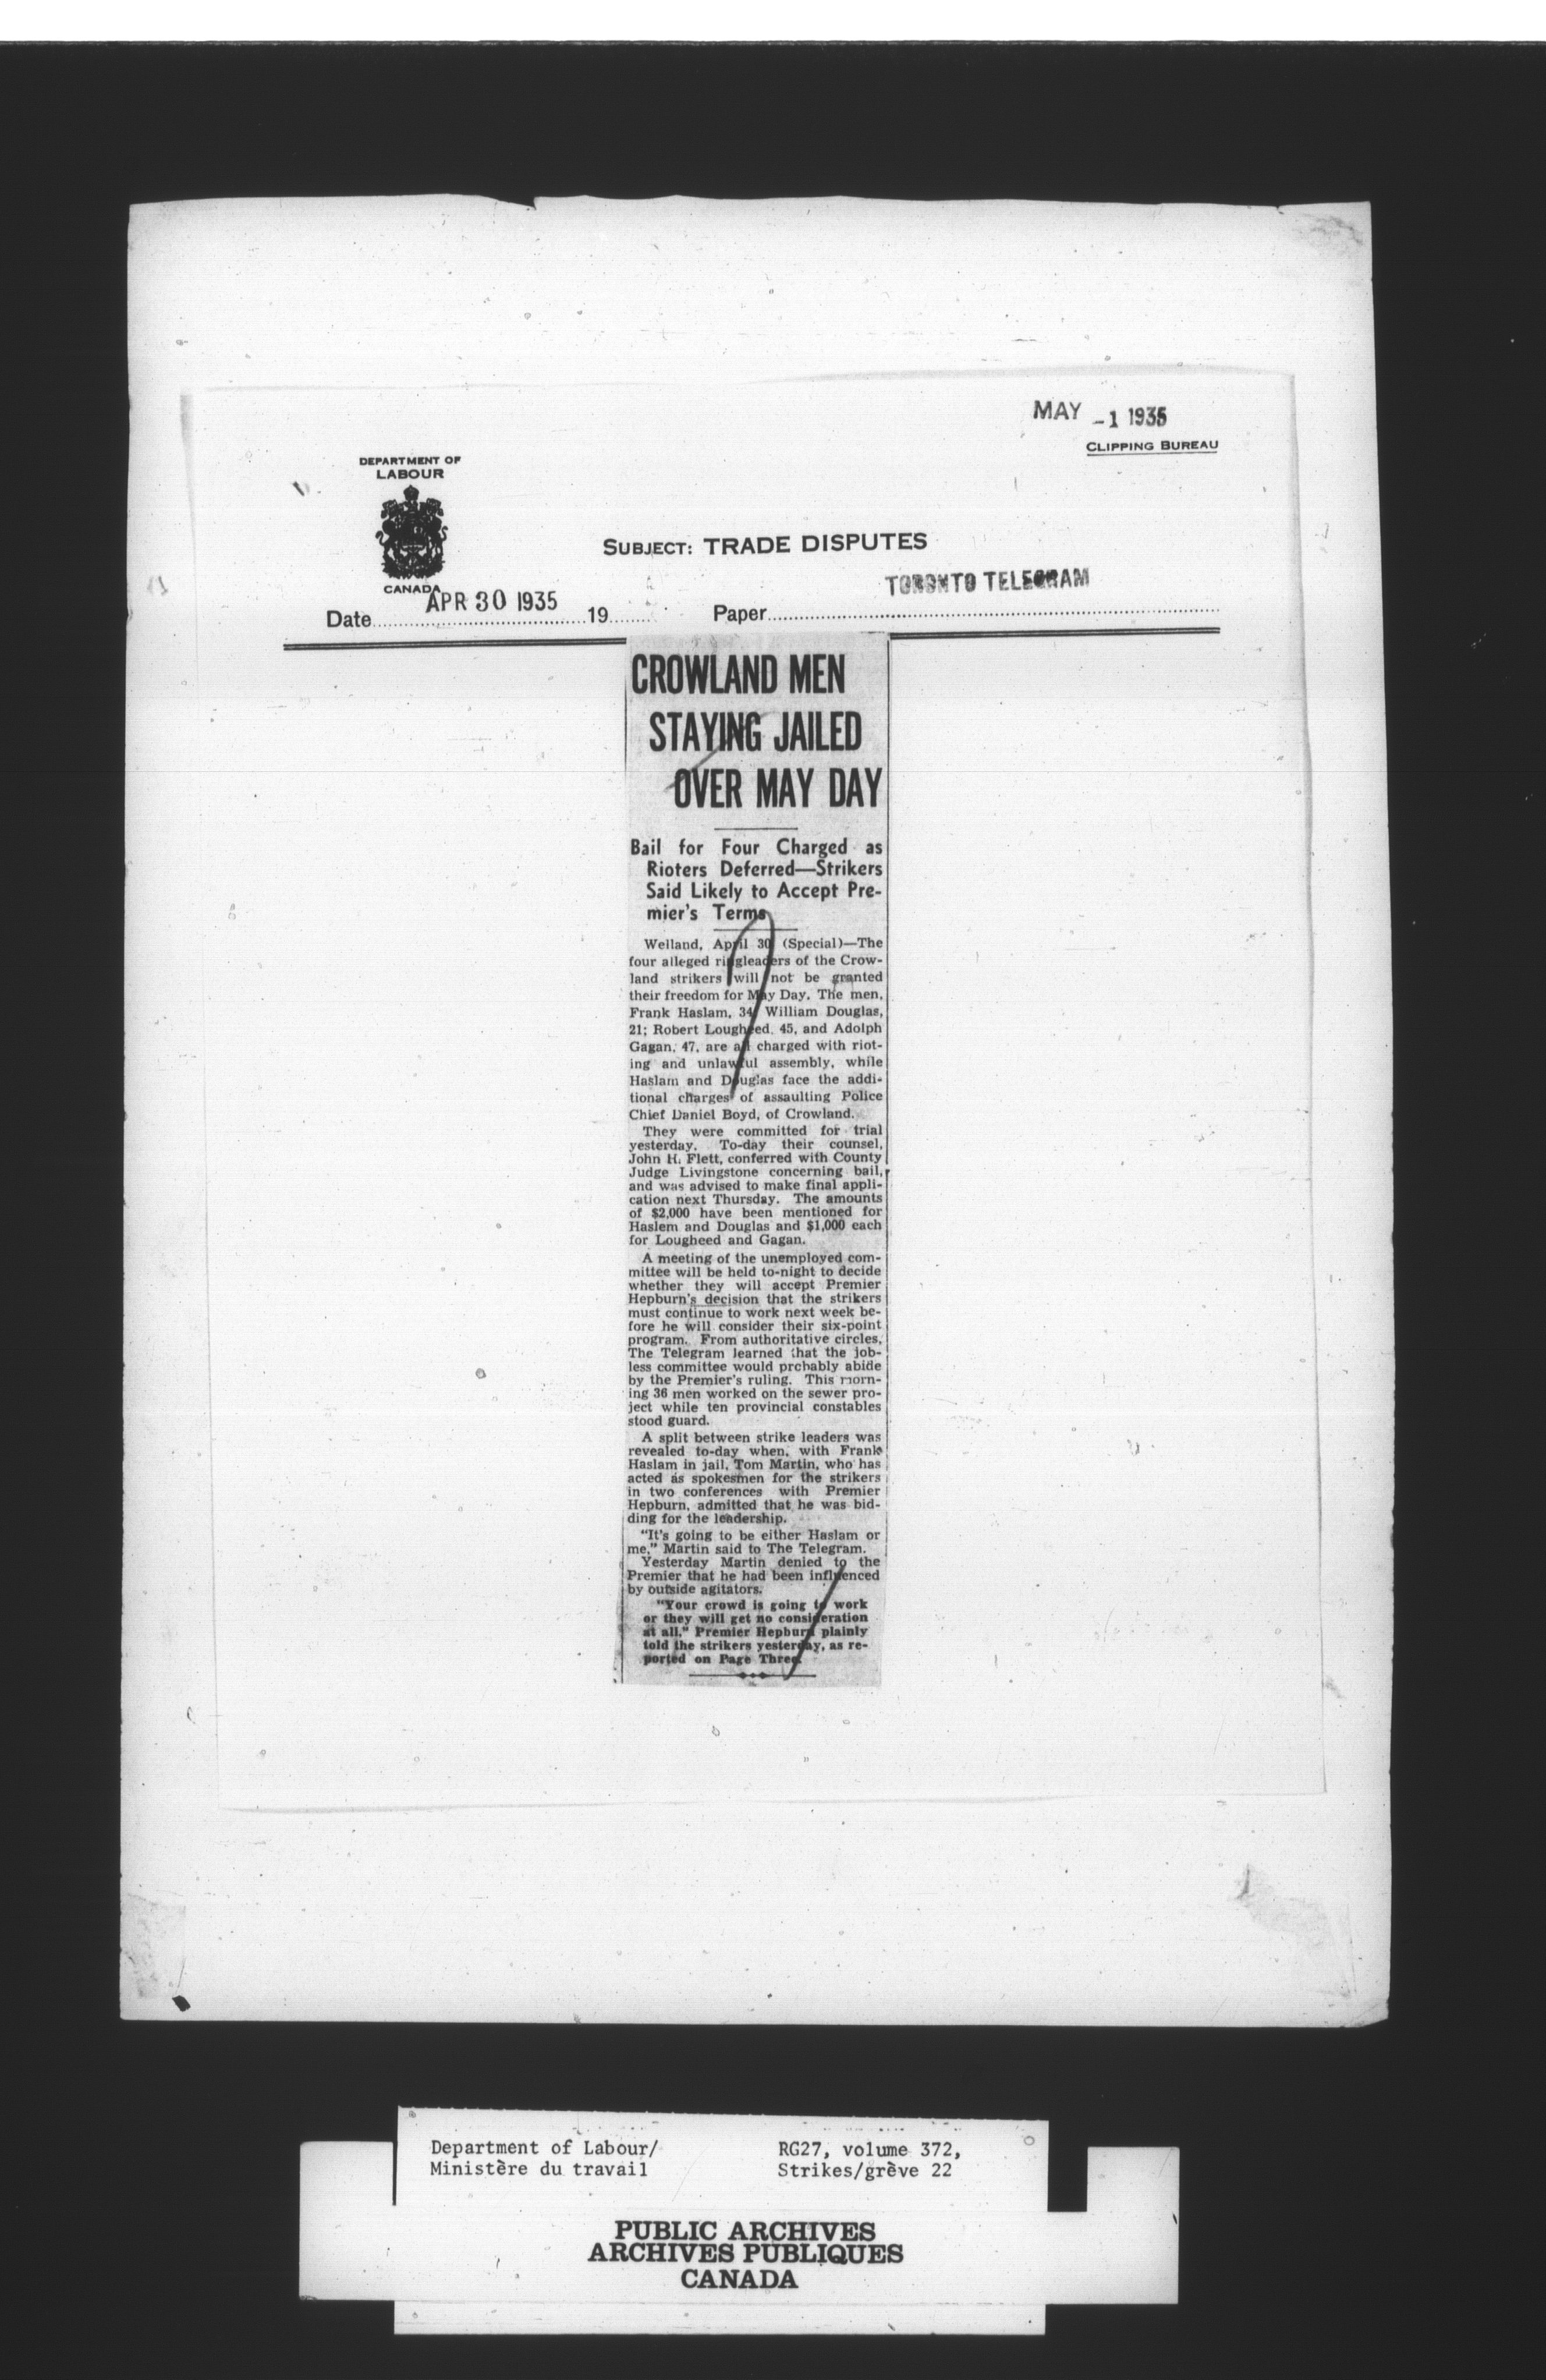 MAY -1 1935
CLIPPING BUREAU
DEPARTMENT OF
LABOUR
CANADA
SUBJECT: TRADE DISPUTES
TORONTO TELEGRAM
APR 30 1935
Date 19 Paper
CROWLAND MEN
STAYING JAILED
OVER MAY DAY
Bail for Four Charged as
Rioters Deferred—Strikers
Said Likely to Accept Pre-
mier's Terms
Welland, April 30 (Special)—The
four alleged ringleaders of the Crow-
land strikers will not be granted
their freedom for May Day. The men,
Frank Haslam, 34, William Douglas,
21; Robert Lougheed, 45, and Adolph
Gagan, 47, are all charged with riot-
ing and unlawful assembly, while
Haslam and Douglas face the addi-
tional charges of assaulting Police
Chief Daniel Boyd, of Crowland.
They were committed for trial
yesterday. To-day their counsel,
John H. Flett, conferred with County
Judge Livingstone concerning bail,
and was advised to make final appli-
cation next Thursday. The amounts
of $2,000 have been mentioned for
Haslem and Douglas and $1,000 each
for Lougheed and Gagan.
A meeting of the unemployed com-
mittee will be held to-night to decide
whether they will accept Premier
Hepburn's decision that the strikers
must continue to work next week be-
fore he will consider their six-point
program. From authoritative circles,
The Telegram learned that the job-
less committee would probably abide
by the Premier's ruling. This morn-
ing 36 men worked on the sewer pro-
ject while ten provincial constables
stood guard.
A split between strike leaders was
revealed to-day when, with Frank
Haslam in jail, Tom Martin, who has
acted as spokesmen for the strikers
in two conferences with Premier
Hepburn, admitted that he was bid-
ding for the leadership.
"It's going to be either Haslam or
me," Martin said to The Telegram.
Yesterday Martin denied to the
Premier that he had been influenced
by outside agitators.
"Your crowd is going to work
or they will get no consideration
at all," Premier Hepburn plainly
told the strikers yesterday, as re-
ported on Page Three.
Department of Labour/ RG27, volume 372,
Ministère du travail Strikes/grève 22
PUBLIC ARCHIVES
ARCHIVES PUBLIQUES
CANADA